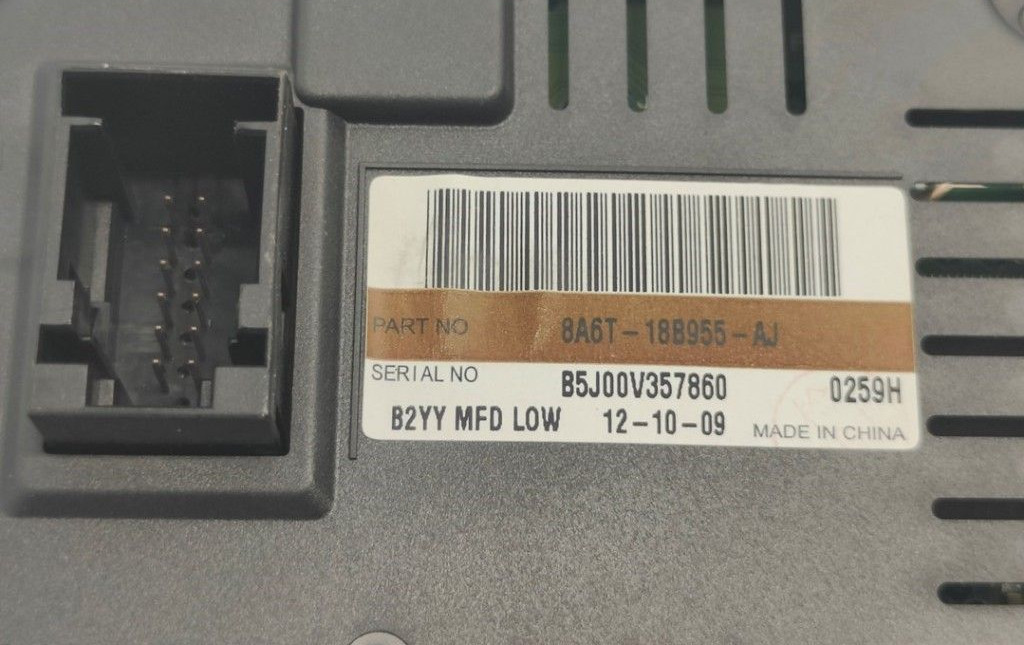 PART NO 8A6T-18B955-AJ
SERIAL NO B5J00V357860 0259H
B2YY MFD LOW 12-10-09 MADE IN CHINA